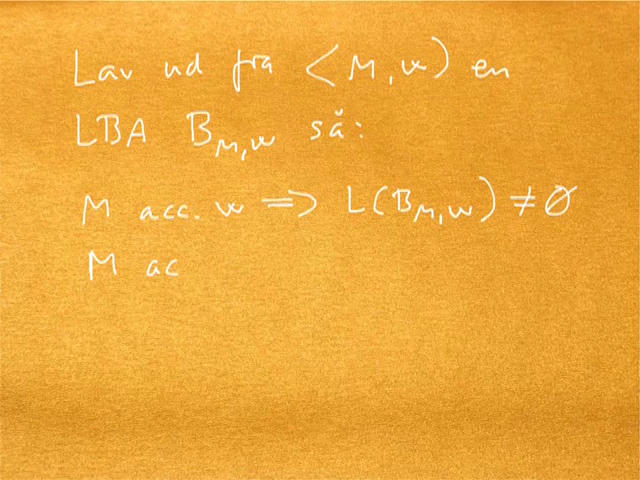 Lav ud fra <M,w) en
LBA B_{M,w} så:
M acc. w => L(B_{M,w}) ≠ Ø
M ac